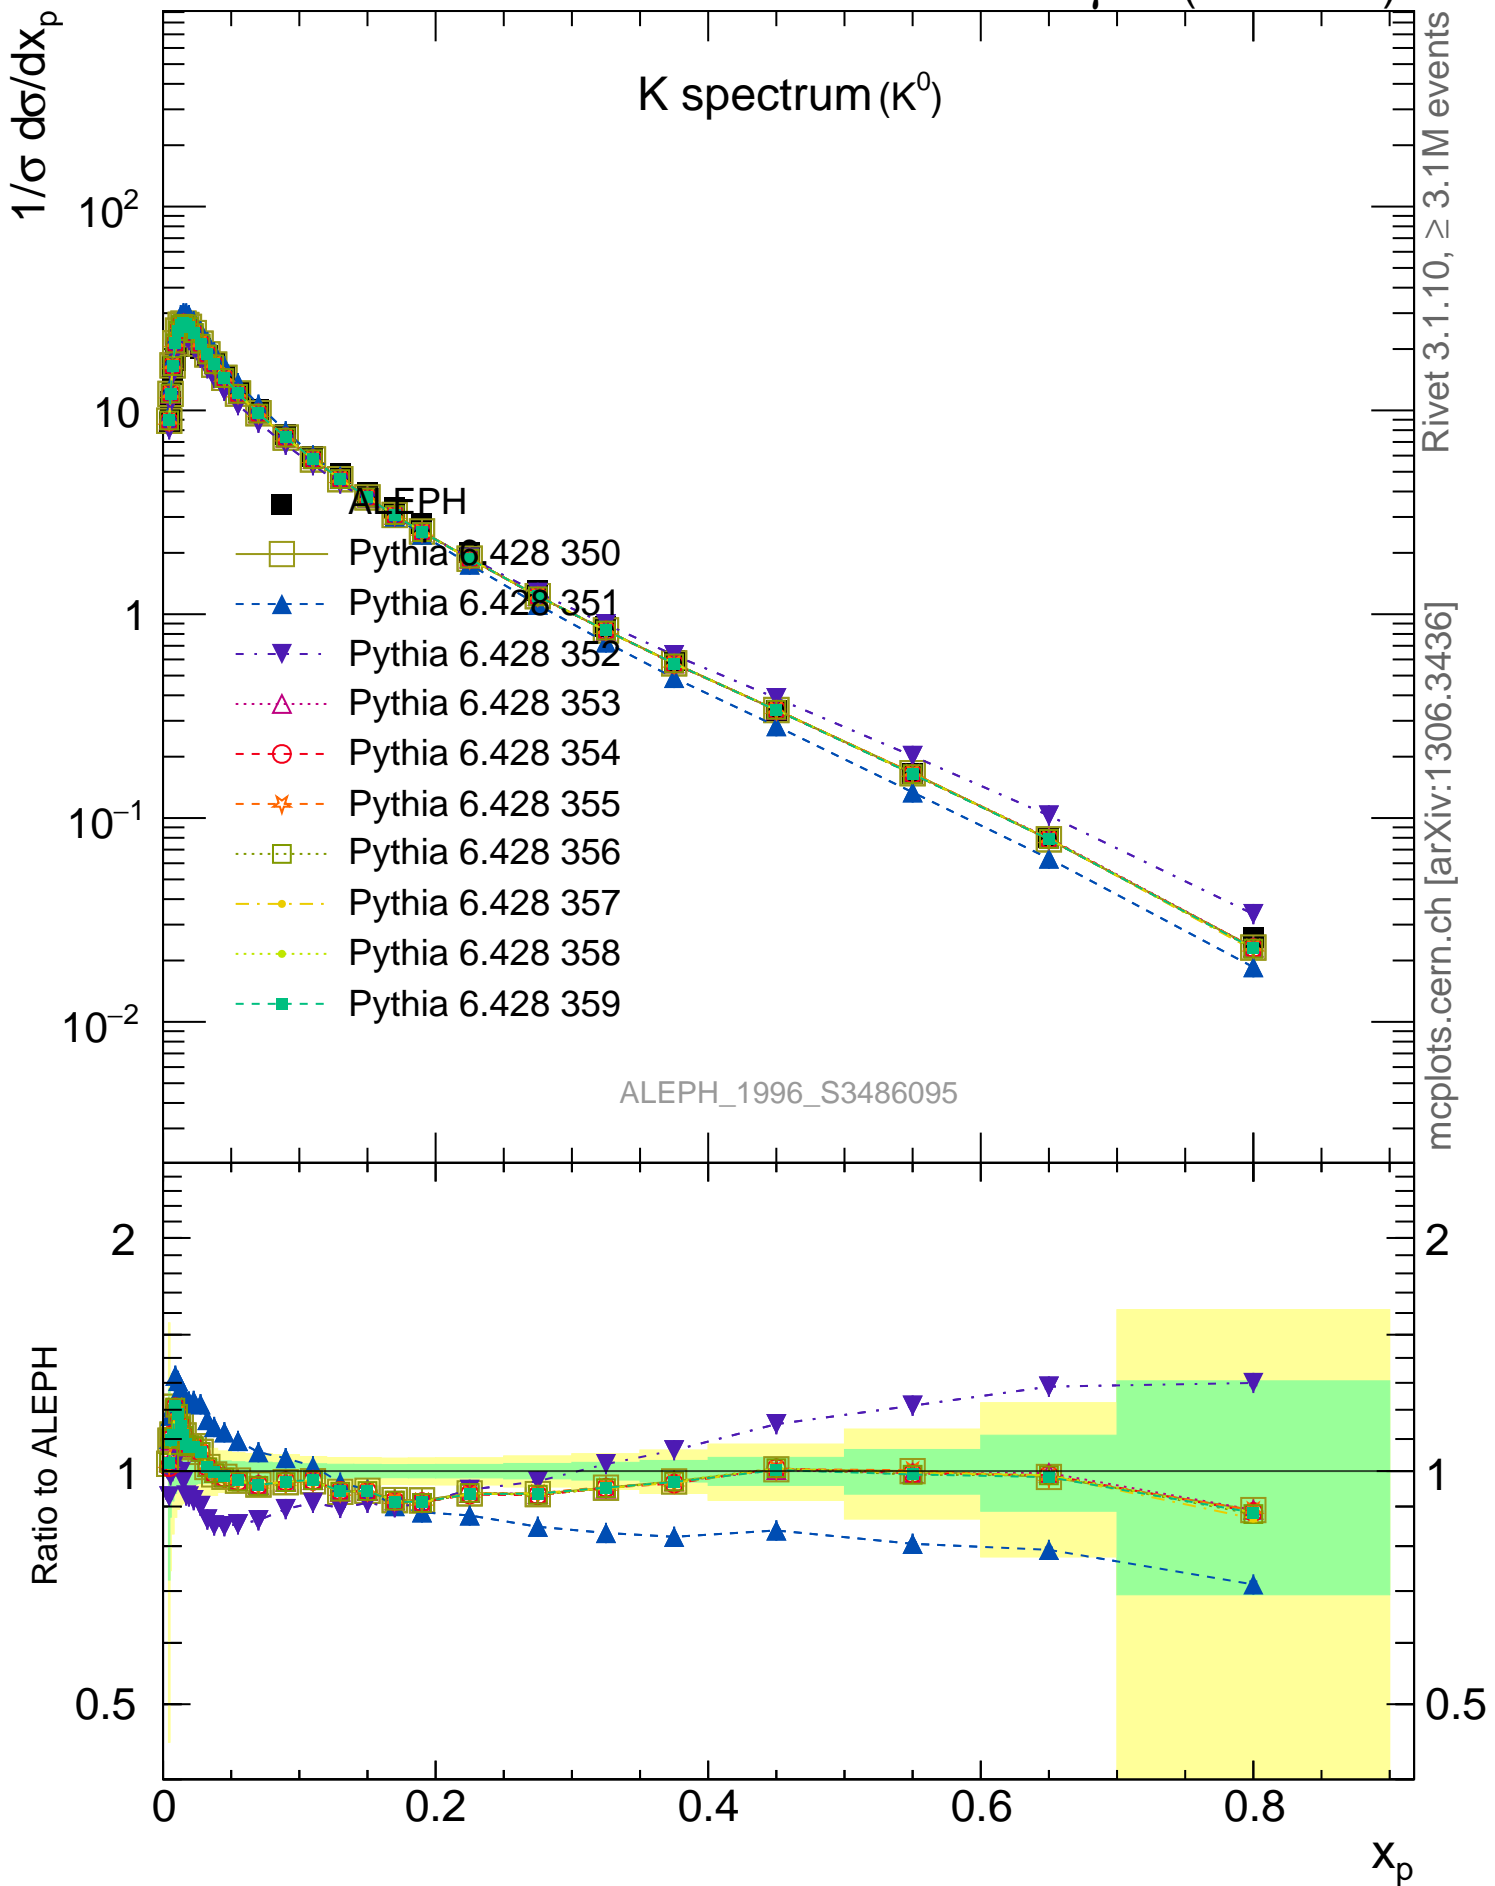 1/σ dσ/dx_p
K spectrum (K⁰)
10²
10
1
10⁻¹
10⁻²
ALEPH
Pythia 6.428 350
Pythia 6.428 351
Pythia 6.428 352
Pythia 6.428 353
Pythia 6.428 354
Pythia 6.428 355
Pythia 6.428 356
Pythia 6.428 357
Pythia 6.428 358
Pythia 6.428 359
ALEPH_1996_S3486095
Rivet 3.1.10, ≥ 3.1M events
mcplots.cern.ch [arXiv:1306.3436]
Ratio to ALEPH
2
1
0.5
2
1
0.5
0
0.2
0.4
0.6
0.8
x_p